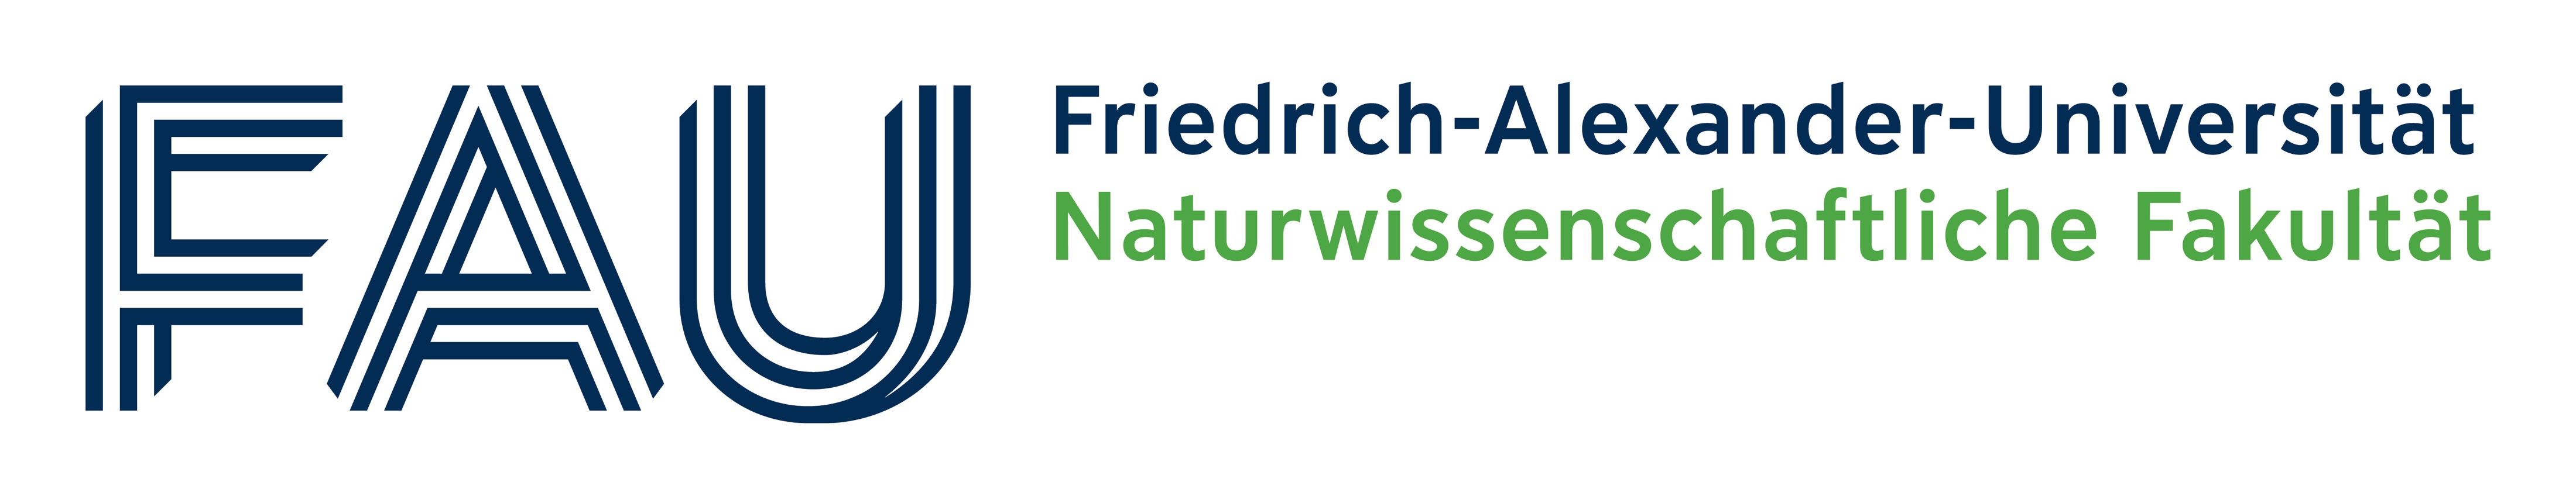 FAU
Friedrich-Alexander-Universität
Naturwissenschaftliche Fakultät